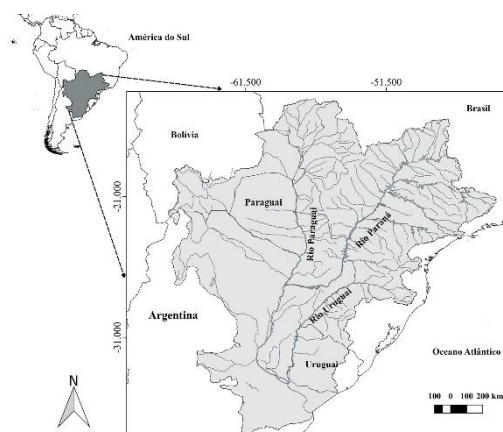 América do Sul
-61.500
-51.500
Brasil
Bolívia
-21.000
Paraguai
Rio Paraguai
Rio Paraná
Rio Uruguai
Argentina
-31.000
Uruguai
Oceano Atlântico
N
100 0 100 200 km